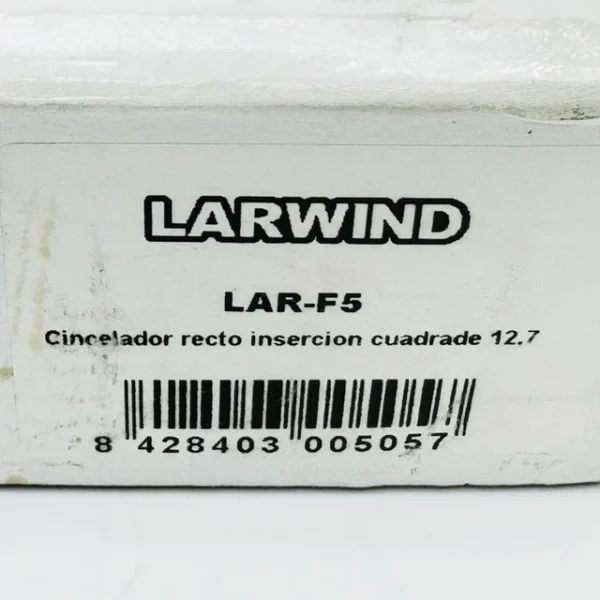 LARWIND
LAR-F5
Cincelador recto insercion cuadrade 12.7
8 428403 005057